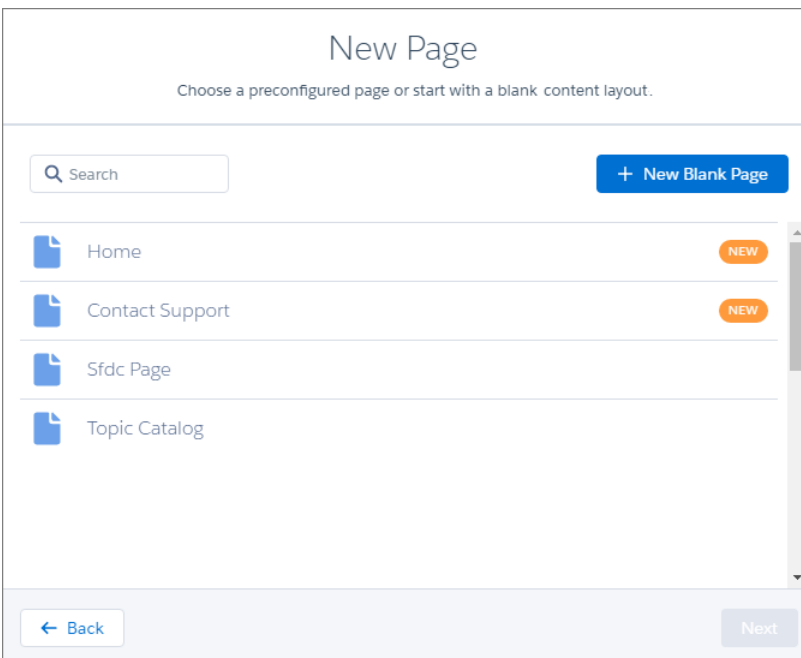 New Page
Choose a preconfigured page or start with a blank content layout.
Search
+ New Blank Page
Home
NEW
Contact Support
NEW
Sfdc Page
Topic Catalog
← Back
Next